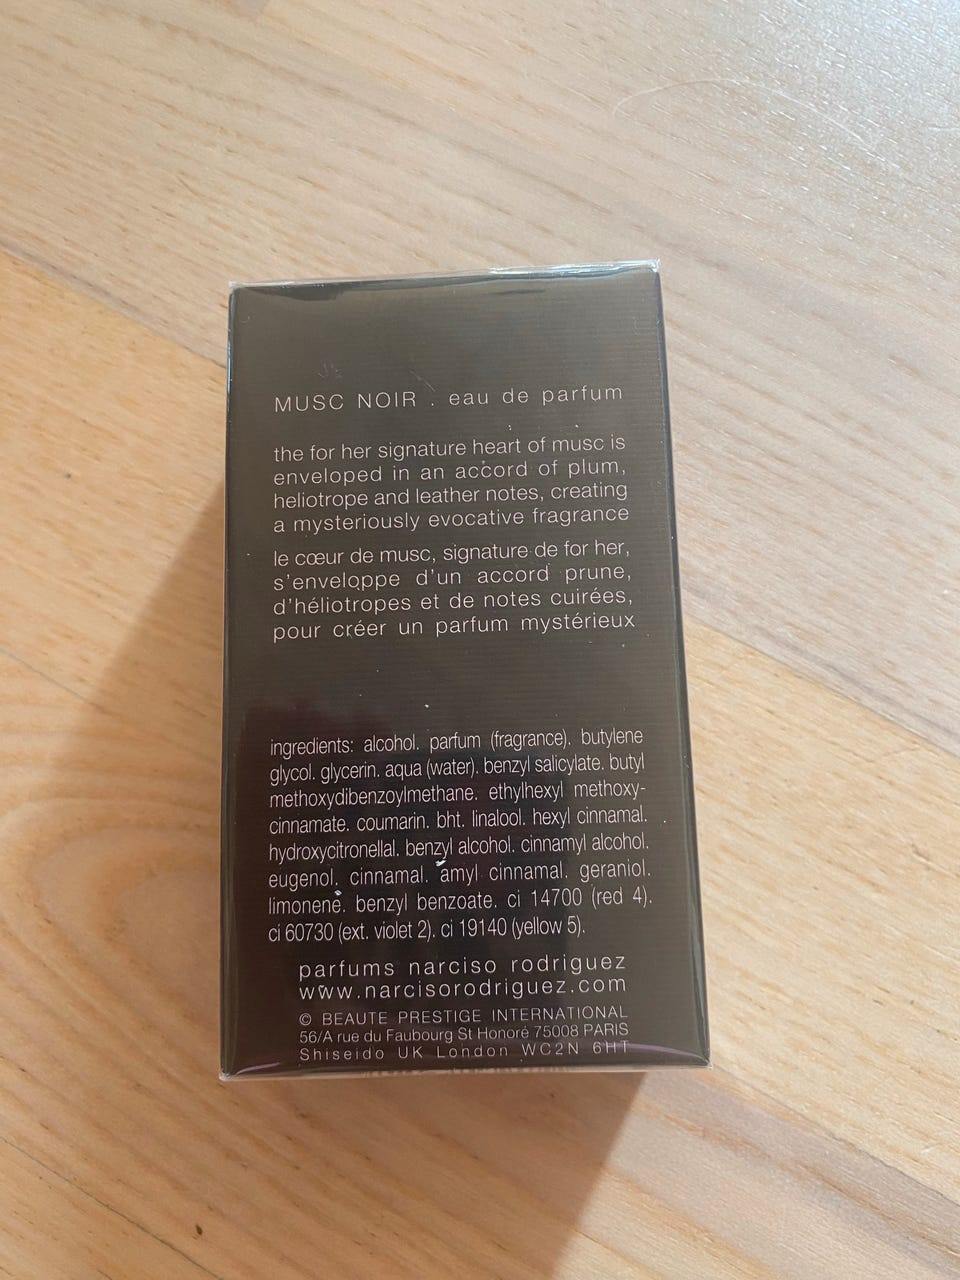 MUSC NOIR . eau de parfum
the for her signature heart of musc is
enveloped in an accord of plum,
heliotrope and leather notes, creating
a mysteriously evocative fragrance
le cœur de musc, signature de for her,
s'enveloppe d'un accord prune,
d'héliotropes et de notes cuirées,
pour créer un parfum mystérieux
ingredients: alcohol. parfum (fragrance). butylene
glycol. glycerin. aqua (water). benzyl salicylate. butyl
methoxydibenzoylmethane. ethylhexyl methoxy-
cinnamate. coumarin. bht. linalool. hexyl cinnamal.
hydroxycitronellal. benzyl alcohol. cinnamyl alcohol.
eugenol. cinnamal. amyl cinnamal. geraniol.
limonene. benzyl benzoate. ci 14700 (red 4).
ci 60730 (ext. violet 2). ci 19140 (yellow 5).
parfums narciso rodriguez
www.narcisorodriguez.com
© BEAUTE PRESTIGE INTERNATIONAL
56/A rue du Faubourg St Honoré 75008 PARIS
Shiseido UK London WC2N 6HT